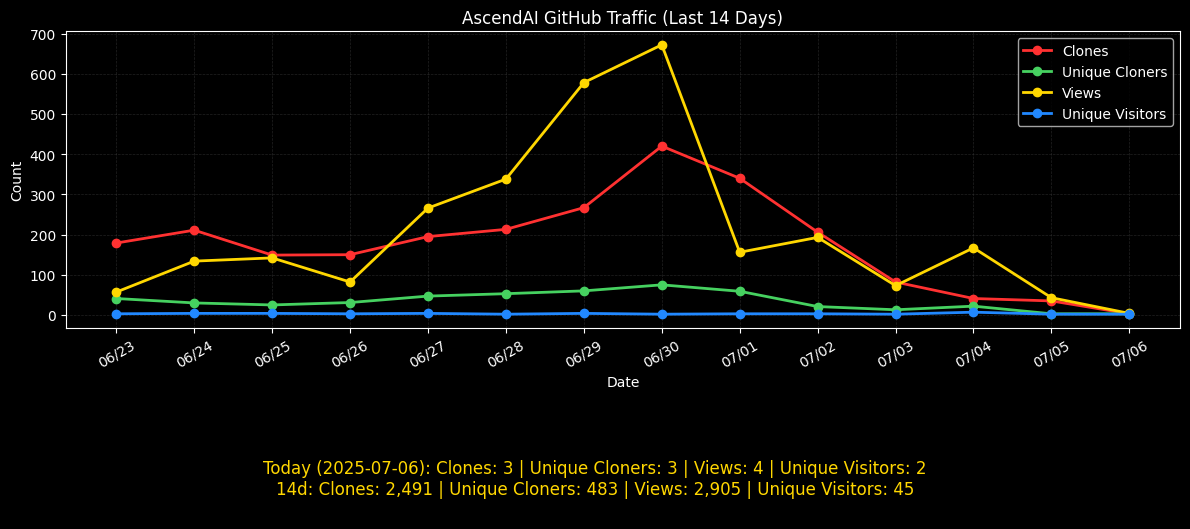 AscendAI GitHub Traffic (Last 14 Days)
700
600
500
400
300
200
100
0
Count
Clones
Unique Cloners
Views
Unique Visitors
06/23
06/24
06/25
06/26
06/27
06/28
06/29
06/30
07/01
07/02
07/03
07/04
07/05
07/06
Date
Today (2025-07-06): Clones: 3 | Unique Cloners: 3 | Views: 4 | Unique Visitors: 2
14d: Clones: 2,491 | Unique Cloners: 483 | Views: 2,905 | Unique Visitors: 45